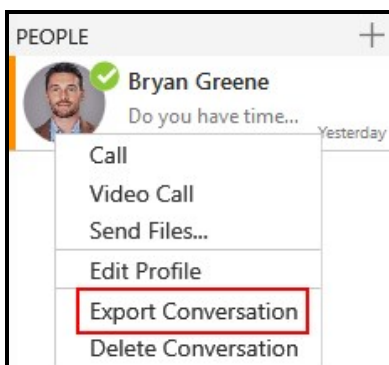 PEOPLE
Bryan Greene
Do you have time...
Yesterday
Call
Video Call
Send Files...
Edit Profile
Export Conversation
Delete Conversation